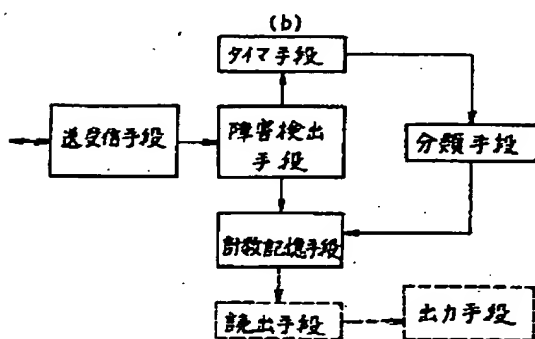 (b)
タイマ手段
送受信手段
障害検出
手段
分類手段
計数記憶手段
読出手段
出力手段